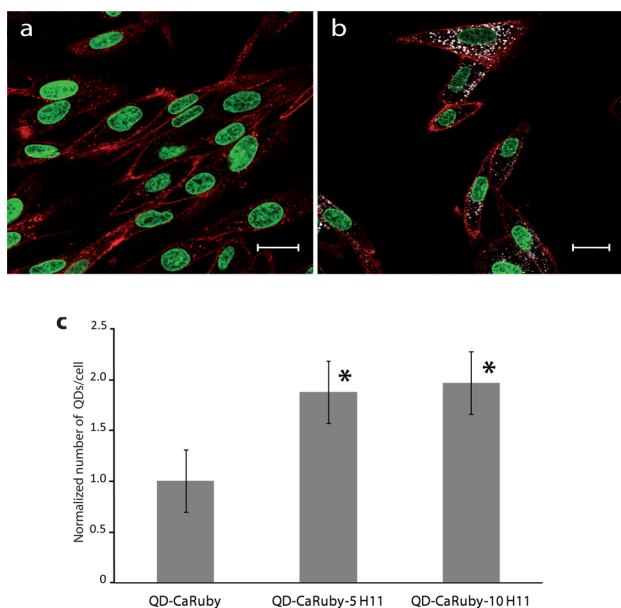 a
b
c
2.5
2.0
1.5
1.0
0.5
0
Normalized number of QDs/cell
*
*
QD-CaRuby
QD-CaRuby-5 H11
QD-CaRuby-10 H11